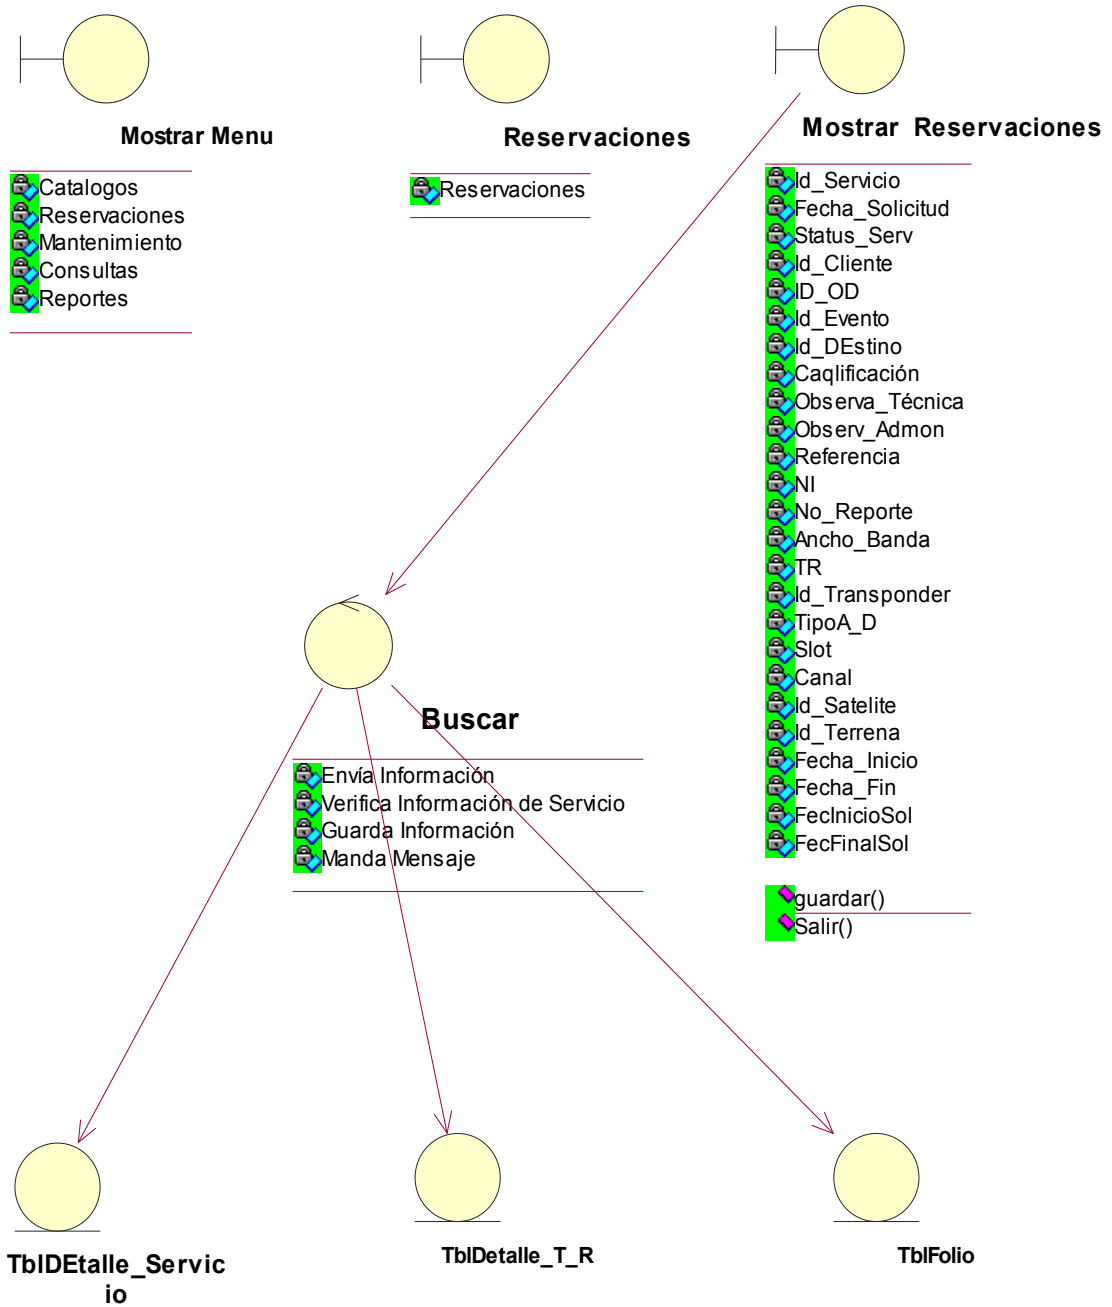 Mostrar Menu
Catalogos
Reservaciones
Mantenimiento
Consultas
Reportes
Reservaciones
Reservaciones
Mostrar Reservaciones
Id_Servicio
Fecha_Solicitud
Status_Serv
Id_Cliente
ID_OD
Id_Evento
Id_DEstino
Caqlificación
Observa_Técnica
Observ_Admon
Referencia
NI
No_Reporte
Ancho_Banda
TR
Id_Transponder
TipoA_D
Slot
Canal
Id_Satelite
Id_Terrena
Fecha_Inicio
Fecha_Fin
FecInicioSol
FecFinalSol
guardar()
Salir()
Buscar
Envía Información
Verifica Información de Servicio
Guarda Información
Manda Mensaje
TblDEtalle_Servic
io
TblDetalle_T_R
TblFolio